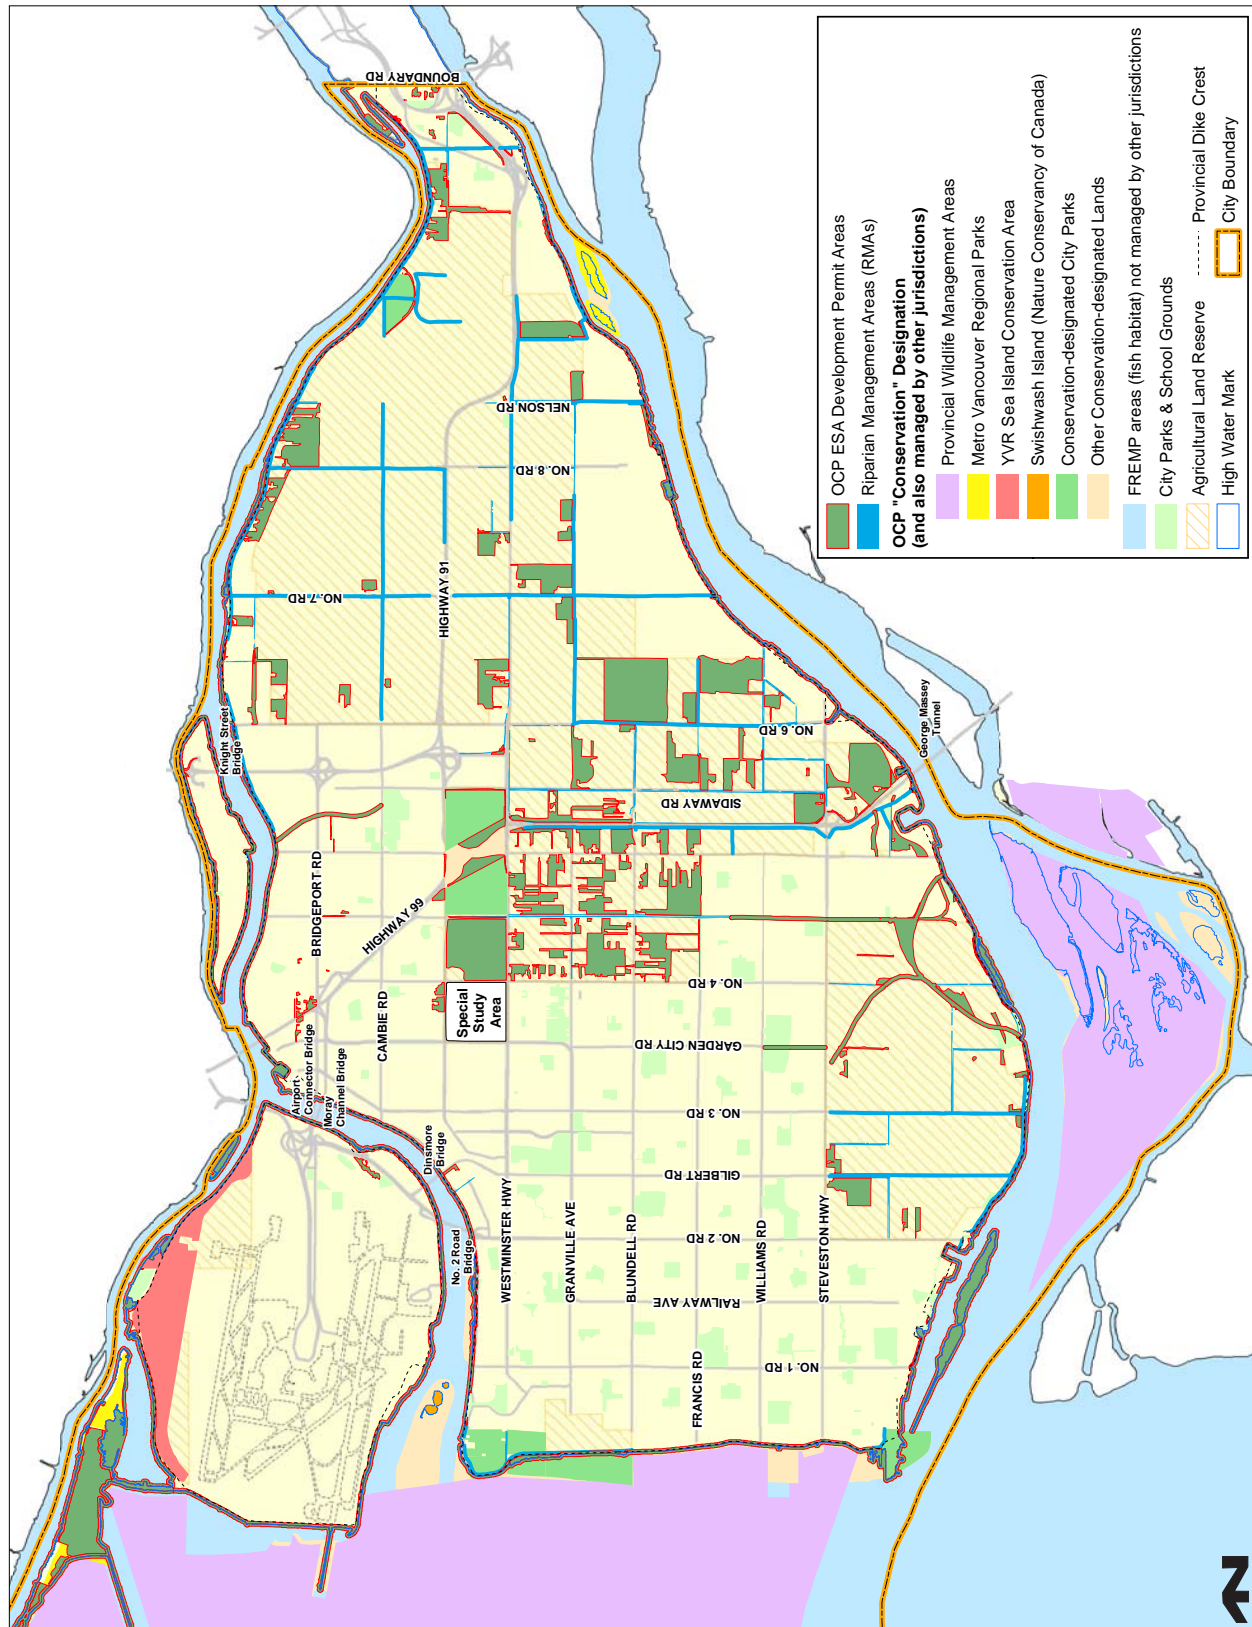 BOUNDARY RD
Knight Street
Bridge
BRIDGEPORT RD
HIGHWAY 99
CAMBIE RD
Airport
Connector Bridge
Moray
Channel Bridge
Dinsmore
Bridge
No. 2 Road
Bridge
Special
Study
Area
HIGHWAY 91
NO. 7 RD
NO. 8 RD
NELSON RD
NO. 6 RD
SIDAWAY RD
George Massey
Tunnel
NO. 4 RD
GARDEN CITY RD
NO. 3 RD
GILBERT RD
NO. 2 RD
RAILWAY AVE
NO. 1 RD
WESTMINSTER HWY
GRANVILLE AVE
BLUNDELL RD
FRANCIS RD
WILLIAMS RD
STEVESTON HWY
OCP ESA Development Permit Areas
Riparian Management Areas (RMAs)
OCP "Conservation" Designation
(and also managed by other jurisdictions)
Provincial Wildlife Management Areas
Metro Vancouver Regional Parks
YVR Sea Island Conservation Area
Swishwash Island (Nature Conservancy of Canada)
Conservation-designated City Parks
Other Conservation-designated Lands
FREMP areas (fish habitat) not managed by other jurisdictions
City Parks & School Grounds
Agricultural Land Reserve
Provincial Dike Crest
High Water Mark
City Boundary
N